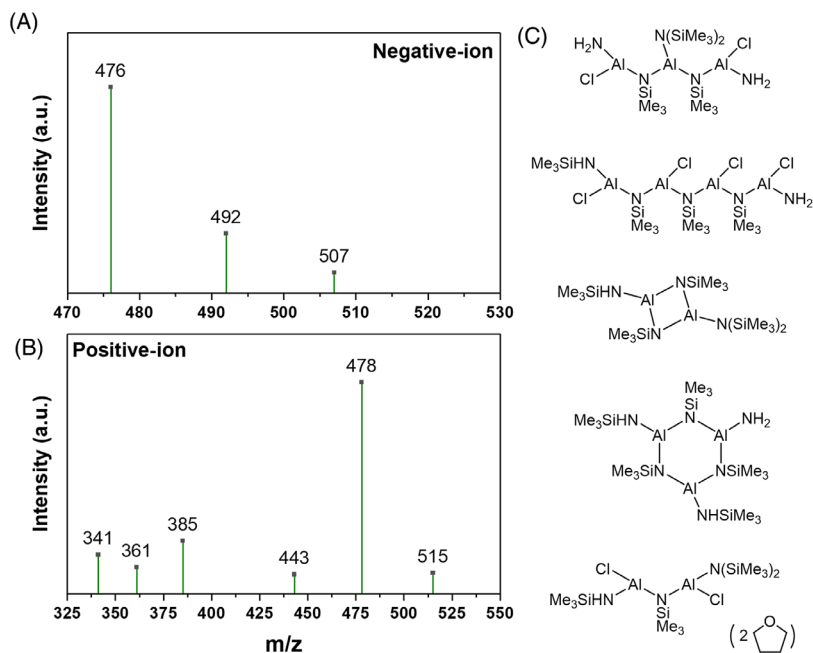 (A)
Negative-ion
476
492
507
Intensity (a.u.)
470 480 490 500 510 520 530
(B)
Positive-ion
341
361
385
443
478
515
Intensity (a.u.)
325 350 375 400 425 450 475 500 525 550
m/z
(C)
H2N N(SiMe3)2 Cl
Al Al Al
Cl N N NH2
Si Si
Me3 Me3
Me3SiHN Cl Cl Cl
Al Al Al Al
Cl N N N NH2
Si Si Si
Me3 Me3 Me3
NSiMe3
Me3SiHN Al
Al N(SiMe3)2
Me3SiN
Me3
Si
Me3SiHN N NH2
Al Al
Me3SiN NSiMe3
Al
NHSiMe3
Cl N(SiMe3)2
Al Al
Me3SiHN N Cl
Si
Me3
O
(2 )